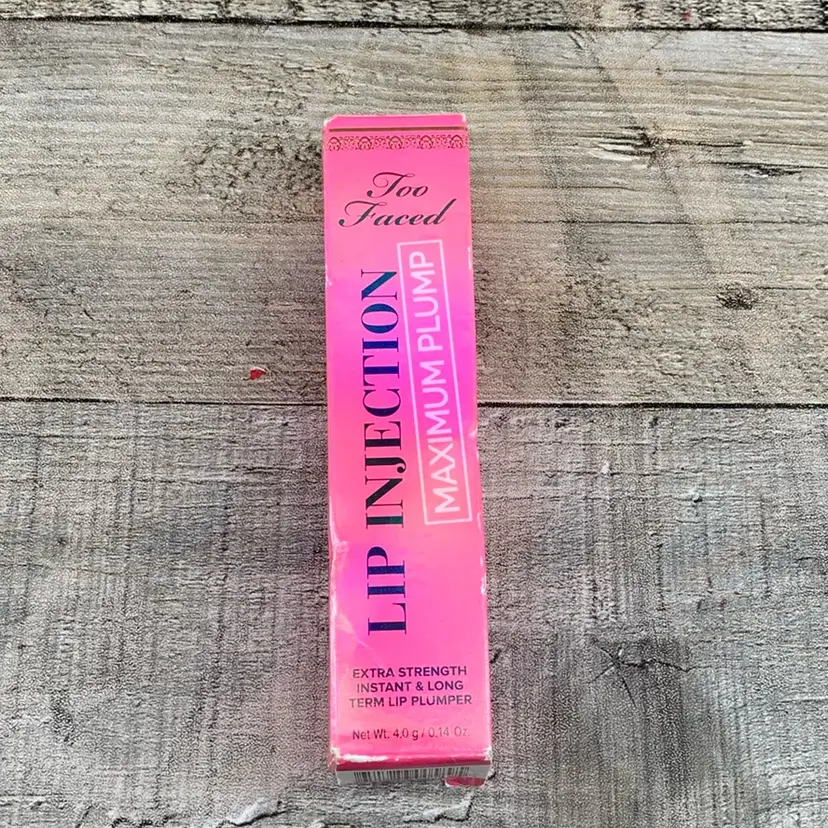 Too
Faced
LIP INJECTION
MAXIMUM PLUMP
EXTRA STRENGTH
INSTANT & LONG
TERM LIP PLUMPER
Net Wt. 4.0 g / 0.14 Oz.